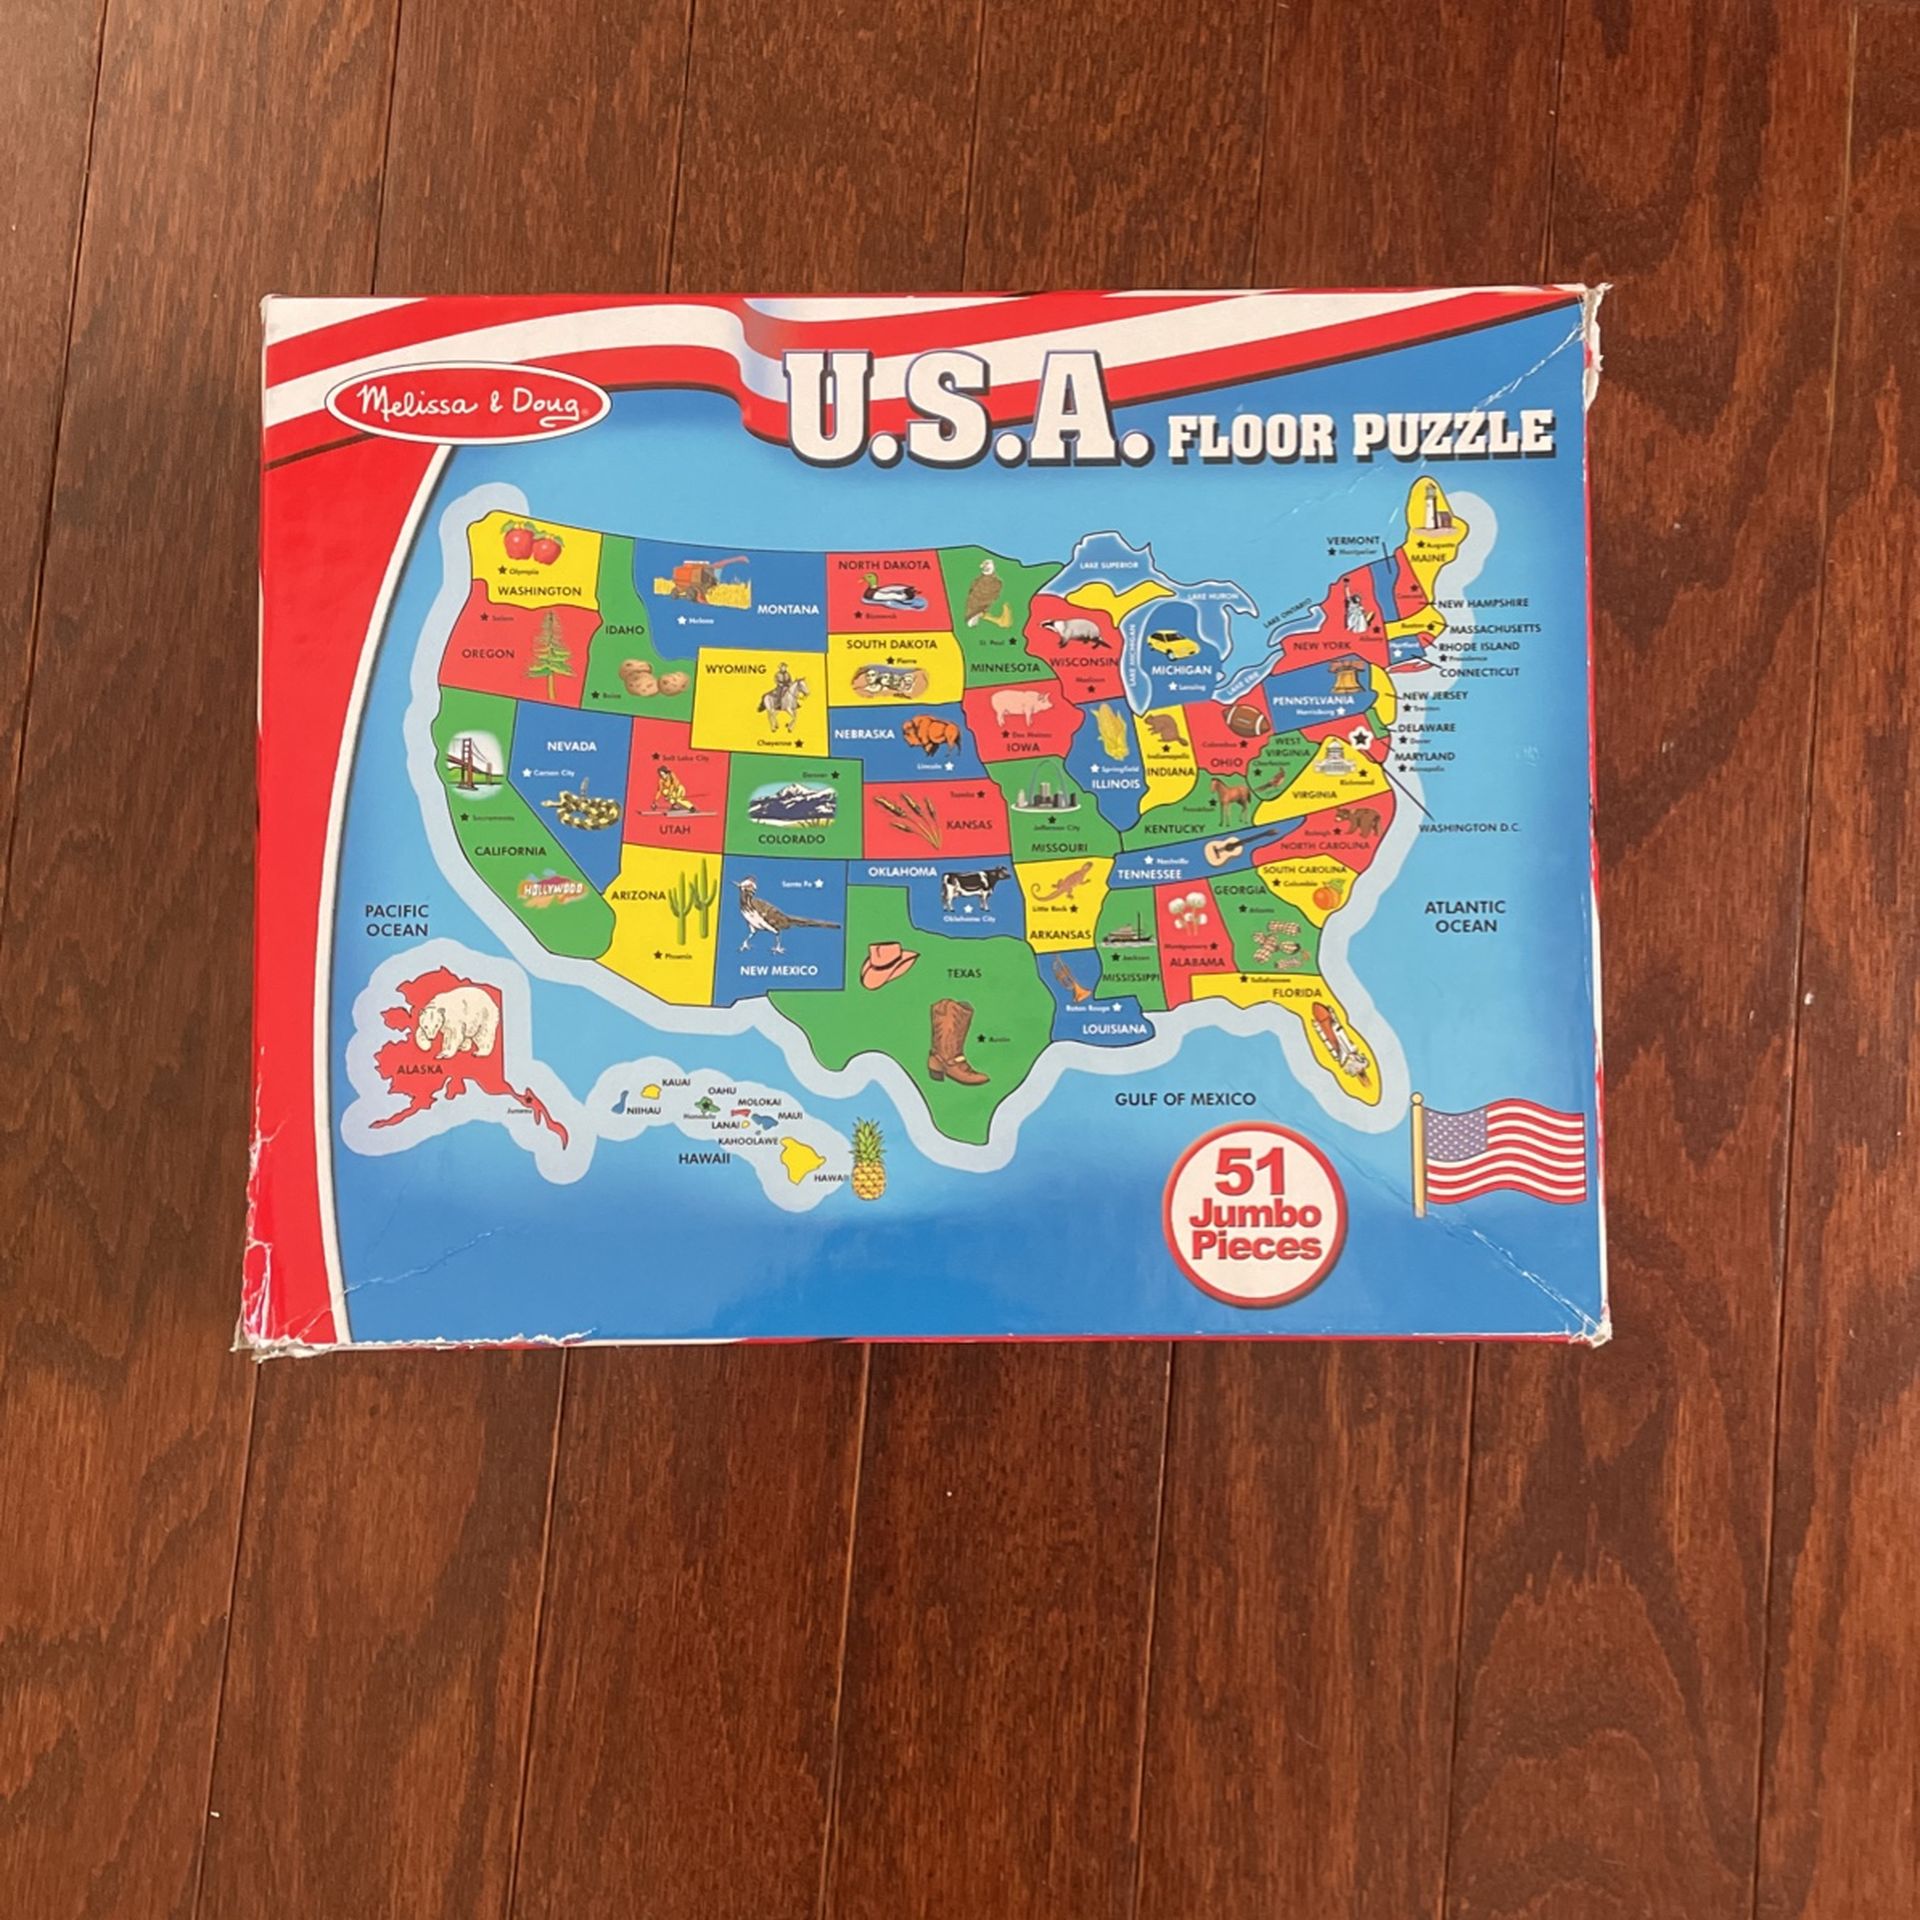 Melissa & Doug
U.S.A. FLOOR PUZZLE
Olympia
WASHINGTON
Salem
OREGON
IDAHO
Boise
Helena
MONTANA
NORTH DAKOTA
Bismarck
SOUTH DAKOTA
Pierre
WYOMING
Cheyenne
St. Paul
MINNESOTA
WISCONSIN
Madison
LAKE SUPERIOR
LAKE HURON
LAKE MICHIGAN
MICHIGAN
Lansing
LAKE ERIE
LAKE ONTARIO
VERMONT
Montpelier
Augusta
MAINE
Concord
NEW HAMPSHIRE
Boston
MASSACHUSETTS
RHODE ISLAND
Providence
Hartford
CONNECTICUT
Albany
NEW YORK
PENNSYLVANIA
Harrisburg
NEW JERSEY
Trenton
DELAWARE
Dover
MARYLAND
Annapolis
WASHINGTON D.C.
NEVADA
Carson City
Sacramento
CALIFORNIA
HOLLYWOOD
Salt Lake City
UTAH
Denver
COLORADO
NEBRASKA
Lincoln
Topeka
KANSAS
Des Moines
IOWA
Jefferson City
MISSOURI
Springfield
ILLINOIS
Indianapolis
INDIANA
Columbus
OHIO
WEST
VIRGINIA
Charleston
Richmond
VIRGINIA
Frankfort
KENTUCKY
Nashville
TENNESSEE
Raleigh
NORTH CAROLINA
SOUTH CAROLINA
Columbia
GEORGIA
Atlanta
ARIZONA
Phoenix
Santa Fe
NEW MEXICO
OKLAHOMA
Oklahoma City
Little Rock
ARKANSAS
TEXAS
Austin
Baton Rouge
LOUISIANA
Jackson
MISSISSIPPI
Montgomery
ALABAMA
Tallahassee
FLORIDA
PACIFIC
OCEAN
ATLANTIC
OCEAN
GULF OF MEXICO
ALASKA
Juneau
KAUAI
NIIHAU
OAHU
Honolulu
MOLOKAI
LANAI
MAUI
KAHOOLAWE
HAWAII
HAWAII
51
Jumbo
Pieces